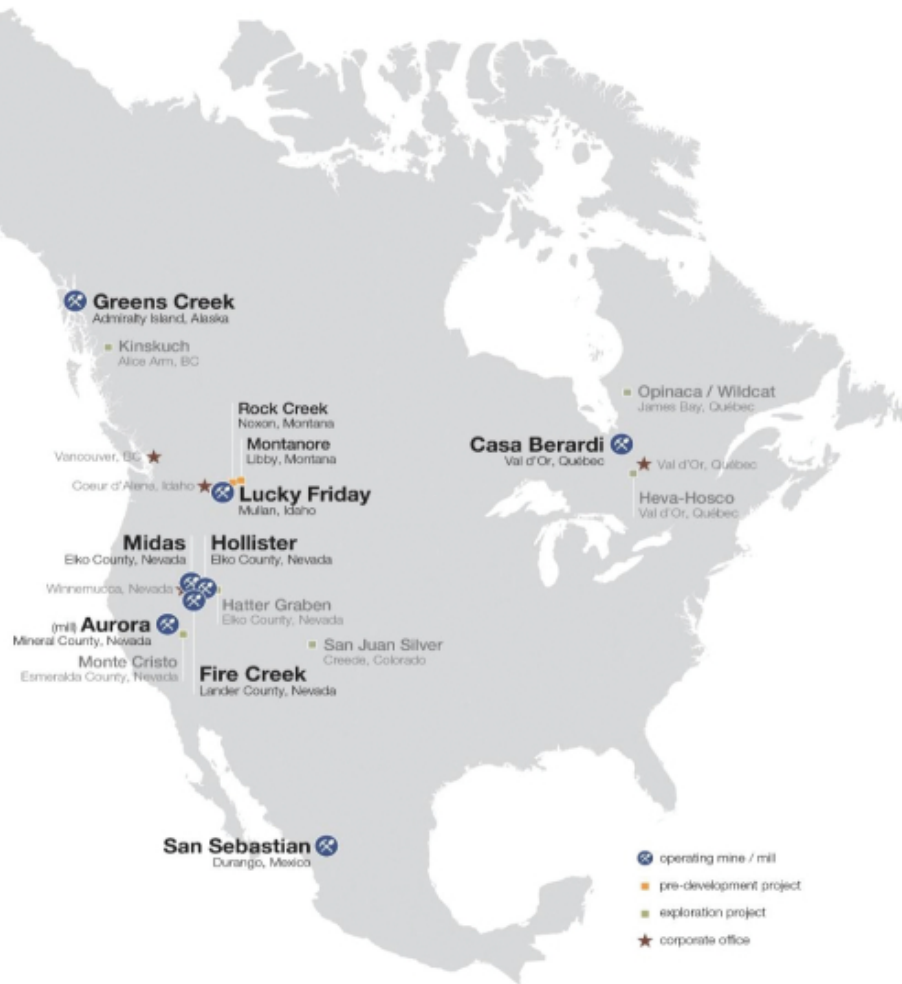 Greens Creek
Admiralty Island, Alaska
Kinskuch
Alice Arm, BC
Rock Creek
Noxon, Montana
Montanore
Libby, Montana
Vancouver, BC
Coeur d'Alene, Idaho
Lucky Friday
Mullan, Idaho
Opinaca / Wildcat
James Bay, Québec
Casa Berardi
Val d'Or, Québec
Val d'Or, Québec
Heva-Hosco
Val d'Or, Québec
Midas
Elko County, Nevada
Hollister
Elko County, Nevada
Winnemucca, Nevada
Hatter Graben
Elko County, Nevada
(mill) Aurora
Mineral County, Nevada
Monte Cristo
Esmeralda County, Nevada
San Juan Silver
Creede, Colorado
Fire Creek
Lander County, Nevada
San Sebastian
Durango, Mexico
operating mine / mill
pre-development project
exploration project
corporate office